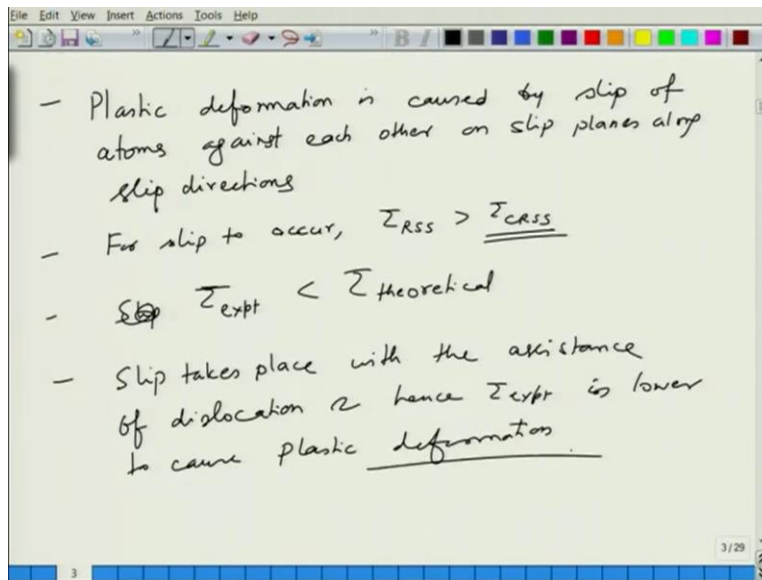 File Edit View Insert Actions Tools Help
B I
- Plastic deformation is caused by slip of
atoms against each other on slip planes along
slip directions
- For slip to occur, τRSS > τCRSS
- τexpt < τtheoretical
- Slip takes place with the assistance
of dislocation & hence τexpt is lower
to cause plastic deformation.
3/29
3